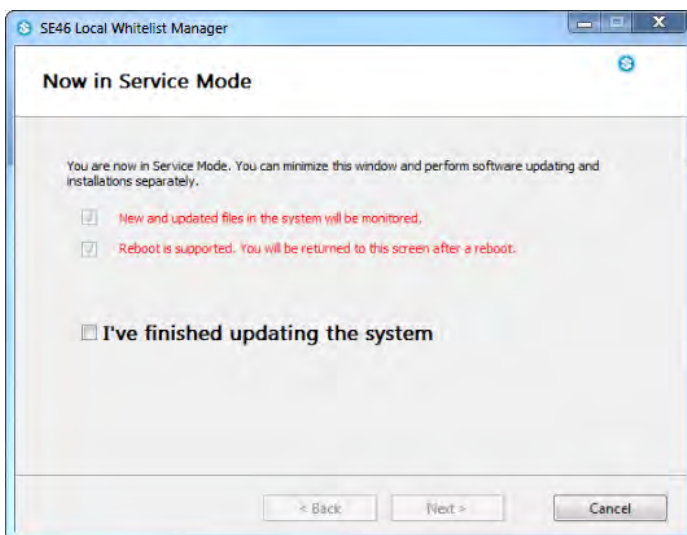 SE46 Local Whitelist Manager
Now in Service Mode
You are now in Service Mode. You can minimize this window and perform software updating and
installations separately.
New and updated files in the system will be monitored.
Reboot is supported. You will be returned to this screen after a reboot.
I've finished updating the system
< Back Next > Cancel